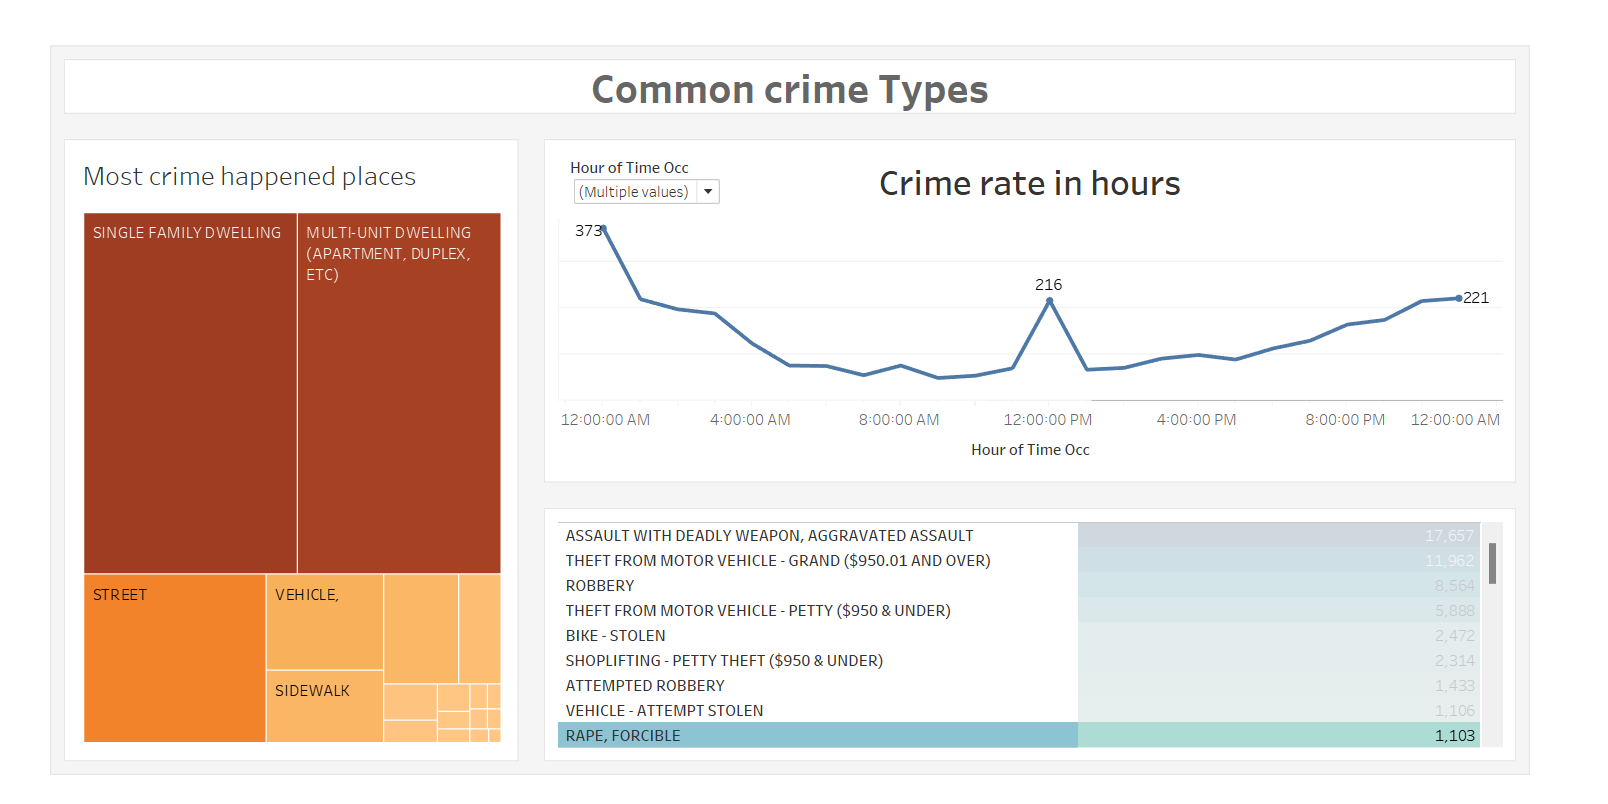 Common crime Types
Most crime happened places
SINGLE FAMILY DWELLING
MULTI-UNIT DWELLING
(APARTMENT, DUPLEX,
ETC)
STREET
VEHICLE,
SIDEWALK
Hour of Time Occ
(Multiple values)
Crime rate in hours
373
216
221
12:00:00 AM 4:00:00 AM 8:00:00 AM 12:00:00 PM 4:00:00 PM 8:00:00 PM 12:00:00 AM
Hour of Time Occ
ASSAULT WITH DEADLY WEAPON, AGGRAVATED ASSAULT 17,657
THEFT FROM MOTOR VEHICLE - GRAND ($950.01 AND OVER) 11,962
ROBBERY 8,564
THEFT FROM MOTOR VEHICLE - PETTY ($950 & UNDER) 5,888
BIKE - STOLEN 2,472
SHOPLIFTING - PETTY THEFT ($950 & UNDER) 2,314
ATTEMPTED ROBBERY 1,433
VEHICLE - ATTEMPT STOLEN 1,106
RAPE, FORCIBLE 1,103